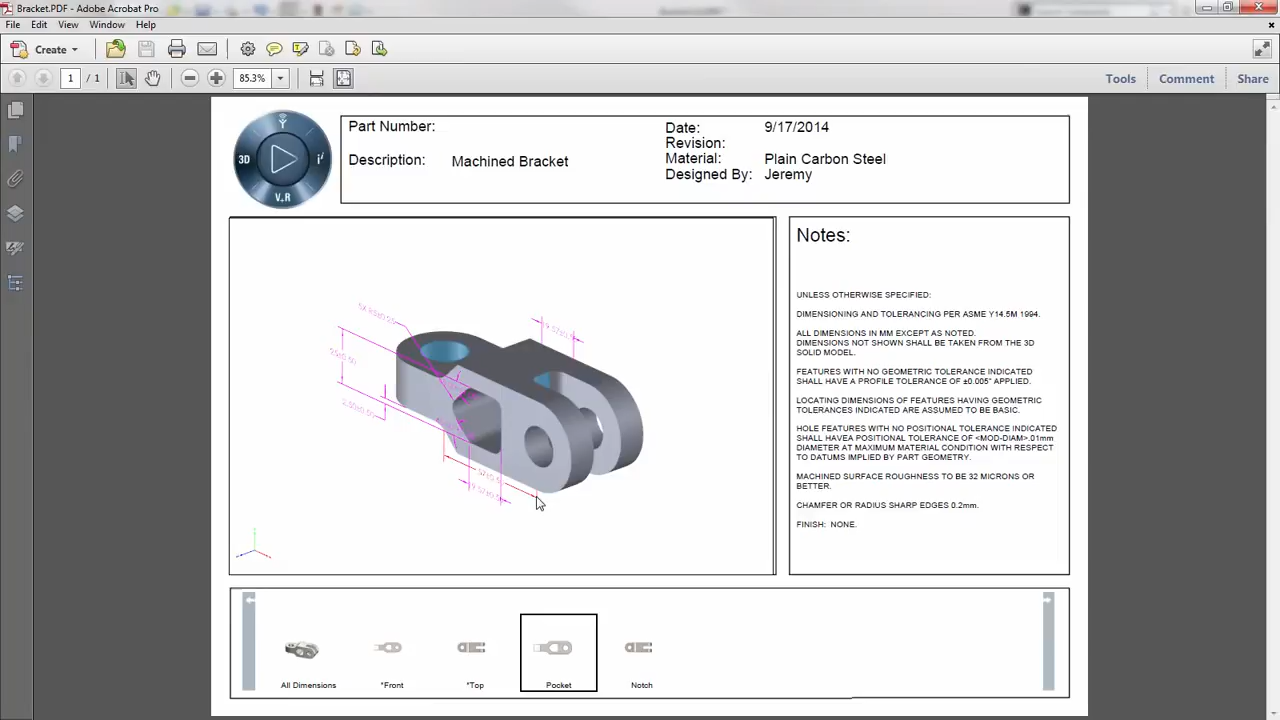 Bracket.PDF - Adobe Acrobat Pro
File Edit View Window Help
Create
1 / 1 85.3% Tools Comment Share
3D i V+R
Part Number:
Description: Machined Bracket
Date: 9/17/2014
Revision:
Material: Plain Carbon Steel
Designed By: Jeremy
Notes:
UNLESS OTHERWISE SPECIFIED:
DIMENSIONING AND TOLERANCING PER ASME Y14.5M 1994.
ALL DIMENSIONS IN MM EXCEPT AS NOTED.
DIMENSIONS NOT SHOWN SHALL BE TAKEN FROM THE 3D
SOLID MODEL.
FEATURES WITH NO GEOMETRIC TOLERANCE INDICATED
SHALL HAVE A PROFILE TOLERANCE OF ±0.005" APPLIED.
LOCATING DIMENSIONS OF FEATURES HAVING GEOMETRIC
TOLERANCES INDICATED ARE ASSUMED TO BE BASIC.
HOLE FEATURES WITH NO POSITIONAL TOLERANCE INDICATED
SHALL HAVEA POSITIONAL TOLERANCE OF <MOD-DIAM>.01mm
DIAMETER AT MAXIMUM MATERIAL CONDITION WITH RESPECT
TO DATUMS IMPLIED BY PART GEOMETRY.
MACHINED SURFACE ROUGHNESS TO BE 32 MICRONS OR
BETTER.
CHAMFER OR RADIUS SHARP EDGES 0.2mm.
FINISH: NONE.
All Dimensions *Front *Top Pocket Notch